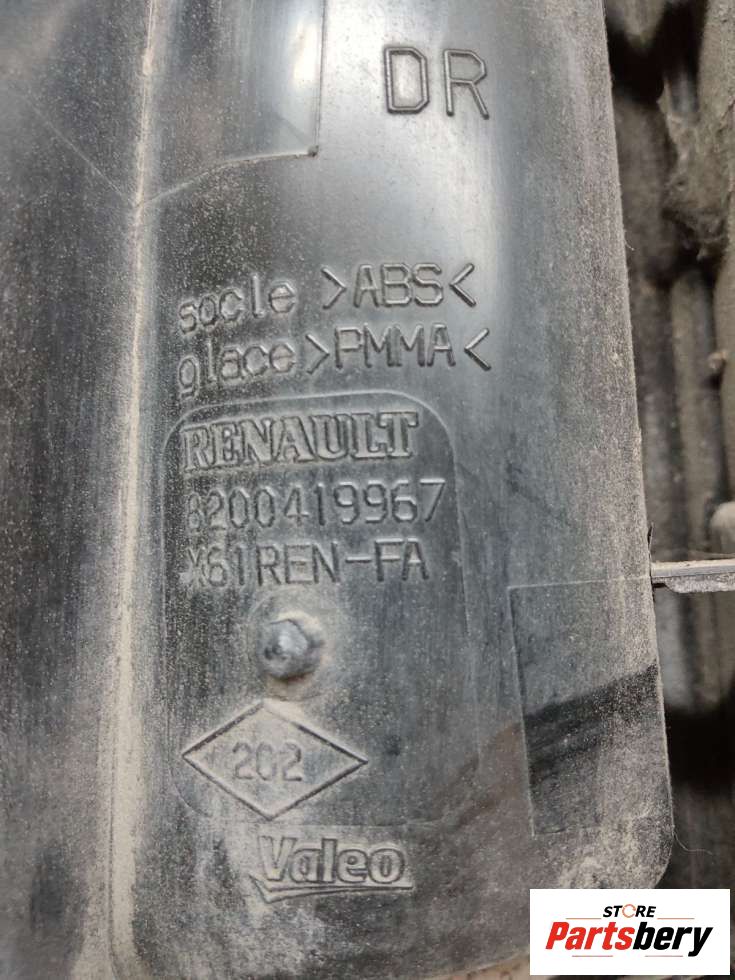 DR
socle >ABS<
glace >PMMA<
RENAULT
8200419967
X61REN-FA
202
Valeo
STORE
Partsbery